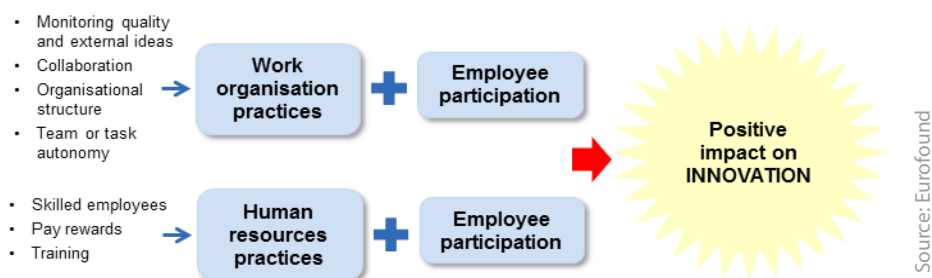 • Monitoring quality
and external ideas
• Collaboration
• Organisational
structure
• Team or task
autonomy
Work
organisation
practices
Employee
participation
• Skilled employees
• Pay rewards
• Training
Human
resources
practices
Employee
participation
Positive
impact on
INNOVATION
Source: Eurofound